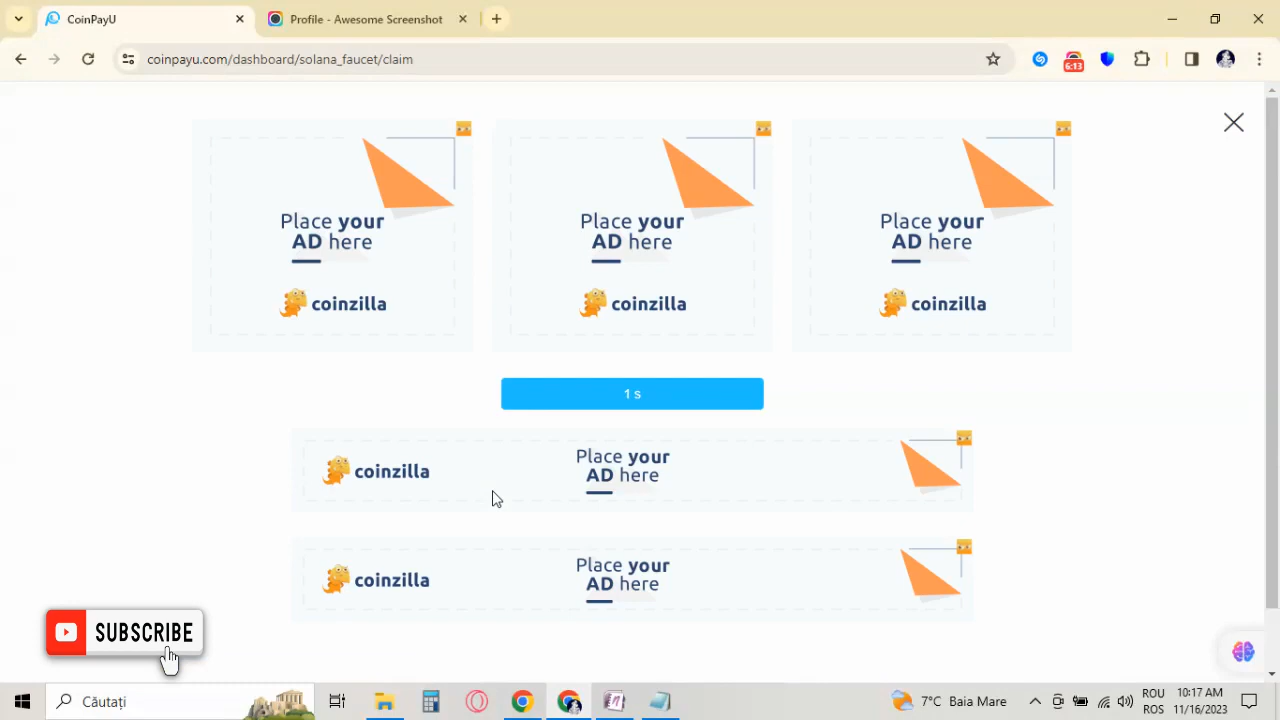 CoinPayU
Profile - Awesome Screenshot
coinpayu.com/dashboard/solana_faucet/claim
6:13
Place your
AD here
coinzilla
Place your
AD here
coinzilla
Place your
AD here
coinzilla
1 s
coinzilla
Place your
AD here
coinzilla
Place your
AD here
SUBSCRIBE
Căutați
7°C Baia Mare
ROU
ROS
10:17 AM
11/16/2023